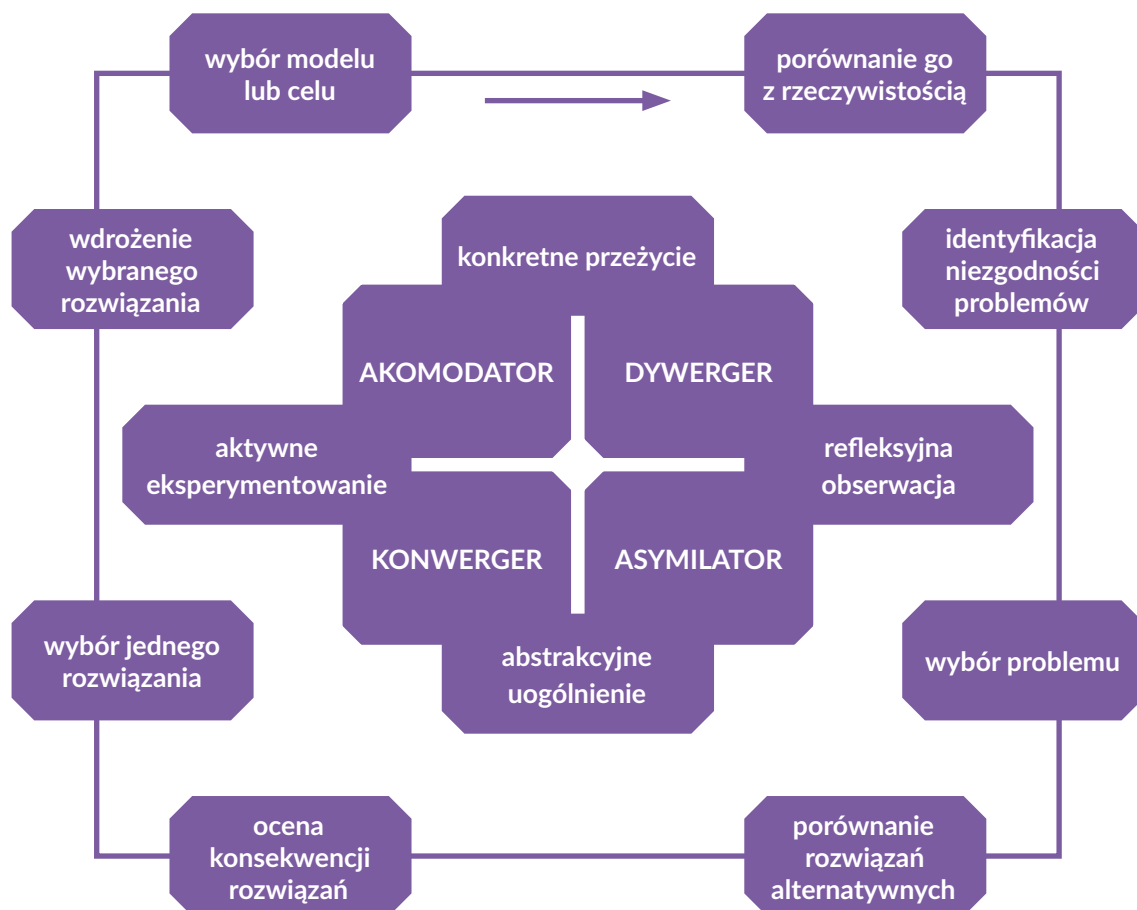 wybór modelu
lub celu
porównanie go
z rzeczywistością
wdrożenie
wybranego
rozwiązania
konkretne przeżycie
identyfikacja
niezgodności
problemów
AKOMODATOR
DYWERGER
aktywne
eksperymentowanie
refleksyjna
obserwacja
KONWERGER
ASYMILATOR
wybór jednego
rozwiązania
abstrakcyjne
uogólnienie
wybór problemu
ocena
konsekwencji
rozwiązań
porównanie
rozwiązań
alternatywnych